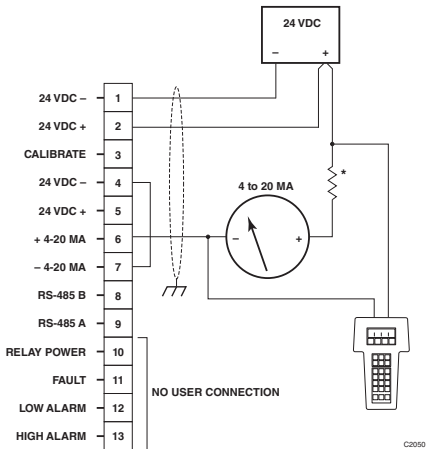 24 VDC
– +
24 VDC – 1
24 VDC + 2
CALIBRATE 3
24 VDC – 4
24 VDC + 5
+ 4-20 MA 6
– 4-20 MA 7
RS-485 B 8
RS-485 A 9
RELAY POWER 10
FAULT 11
LOW ALARM 12
HIGH ALARM 13
*
4 to 20 MA
– +
NO USER CONNECTION
C2050